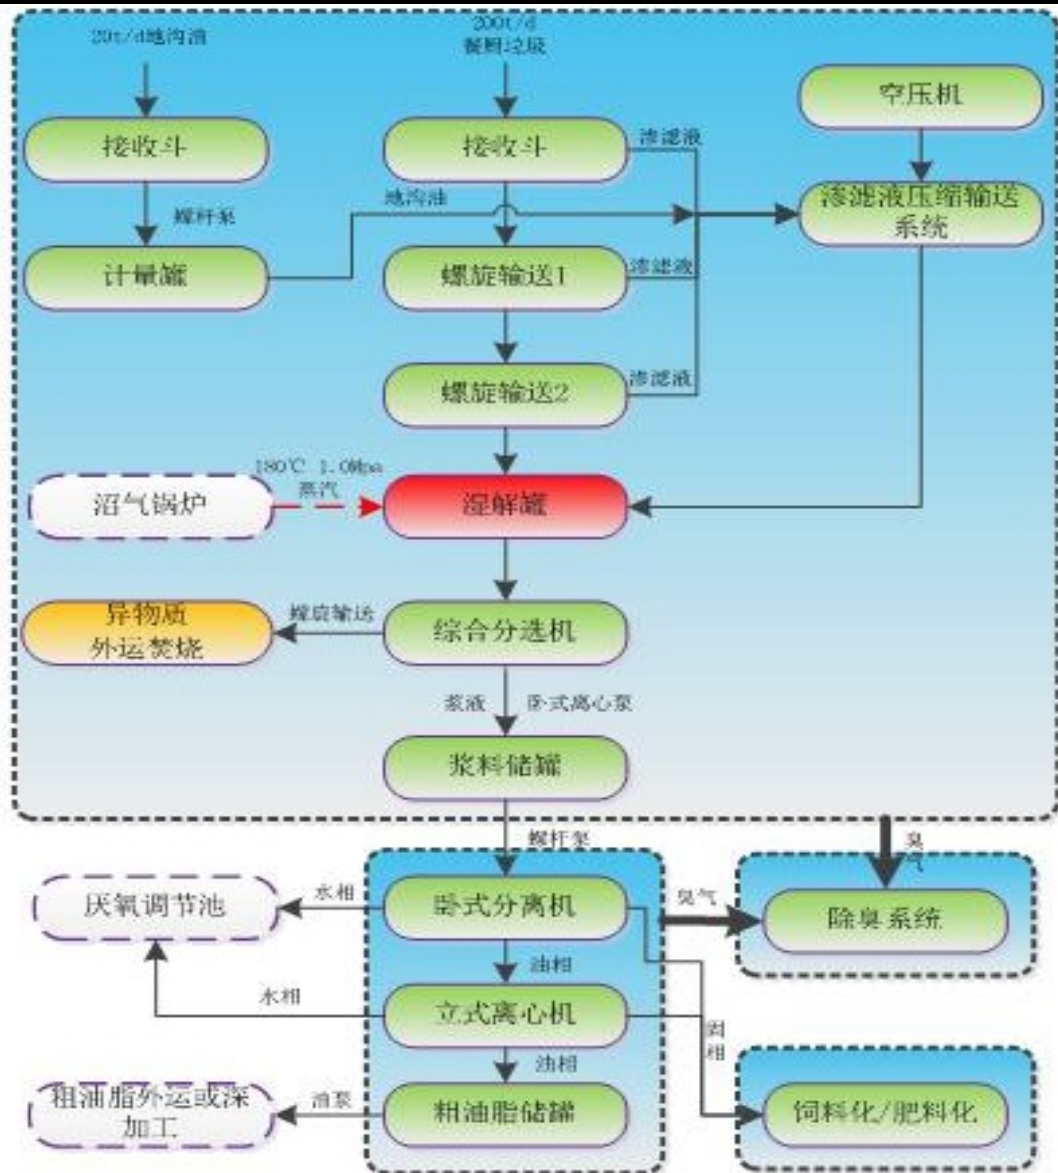 20t/d地沟油
200t/d
餐厨垃圾
空压机
接收斗
接收斗
渗滤液
地沟油
渗滤液压缩输送
系统
螺杆泵
计量罐
螺旋输送1
渗滤液
螺旋输送2
渗滤液
180℃ 1.0Mpa
蒸汽
沼气锅炉
湿解罐
异物质
外运焚烧
螺旋输送
综合分选机
浆液
卧式离心泵
浆料储罐
螺杆泵
臭气
厌氧调节池
水相
卧式分离机
臭气
除臭系统
油相
水相
立式离心机
固相
油相
粗油脂外运或深
加工
油泵
粗油脂储罐
饲料化/肥料化